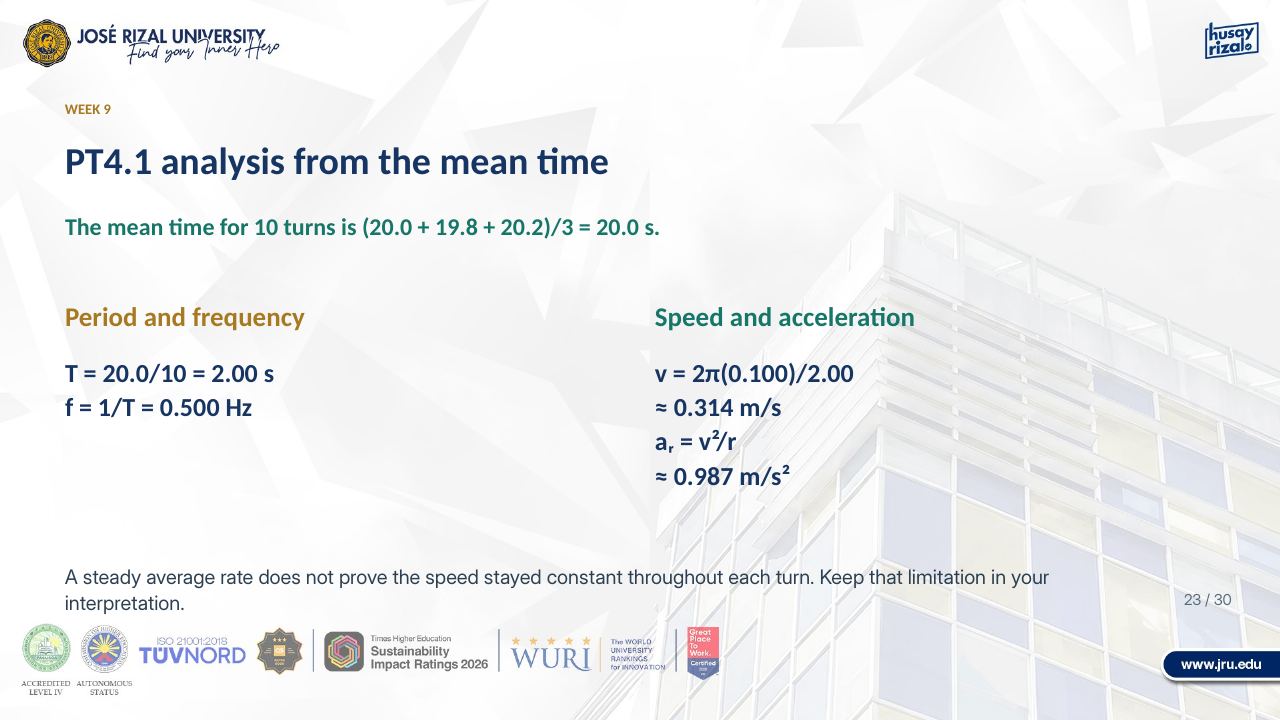 JOSÉ RIZAL UNIVERSITY
Find your Inner Hero
husay
rizal
WEEK 9
PT4.1 analysis from the mean time
The mean time for 10 turns is (20.0 + 19.8 + 20.2)/3 = 20.0 s.
Period and frequency
T = 20.0/10 = 2.00 s
f = 1/T = 0.500 Hz
Speed and acceleration
v = 2π(0.100)/2.00
≈ 0.314 m/s
aᵣ = v²/r
≈ 0.987 m/s²
A steady average rate does not prove the speed stayed constant throughout each turn. Keep that limitation in your
interpretation.
23 / 30
ACCREDITED
LEVEL IV
AUTONOMOUS
STATUS
ISO 21001:2018
TÜVNORD
Times Higher Education
Sustainability
Impact Ratings 2026
WURI
The WORLD
UNIVERSITY
RANKINGS
for INNOVATION
Great
Place
To
Work.
Certified
www.jru.edu